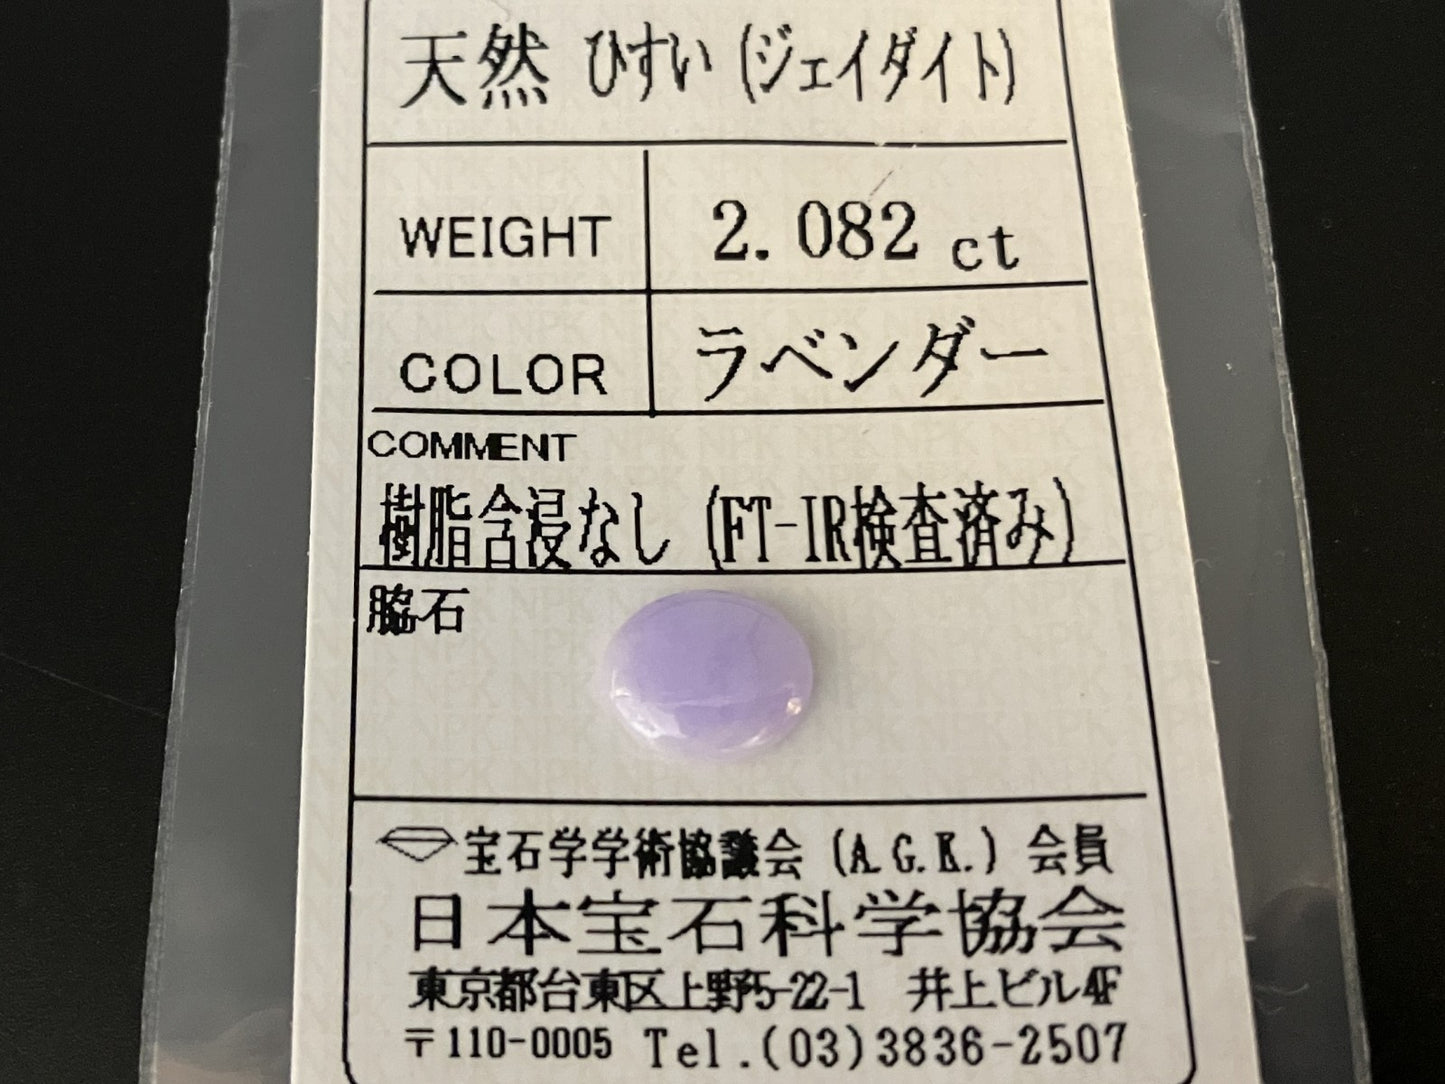 天然 ひすい (ジェイダイト)
WEIGHT 2.082 ct
COLOR ラベンダー
COMMENT
樹脂含浸なし (FT-IR検査済み)
脇石
宝石学学術協議会 (A.G.K.) 会員
日本宝石科学協会
東京都台東区上野5-22-1 井上ビル4F
〒110-0005 Tel.(03)3836-2507